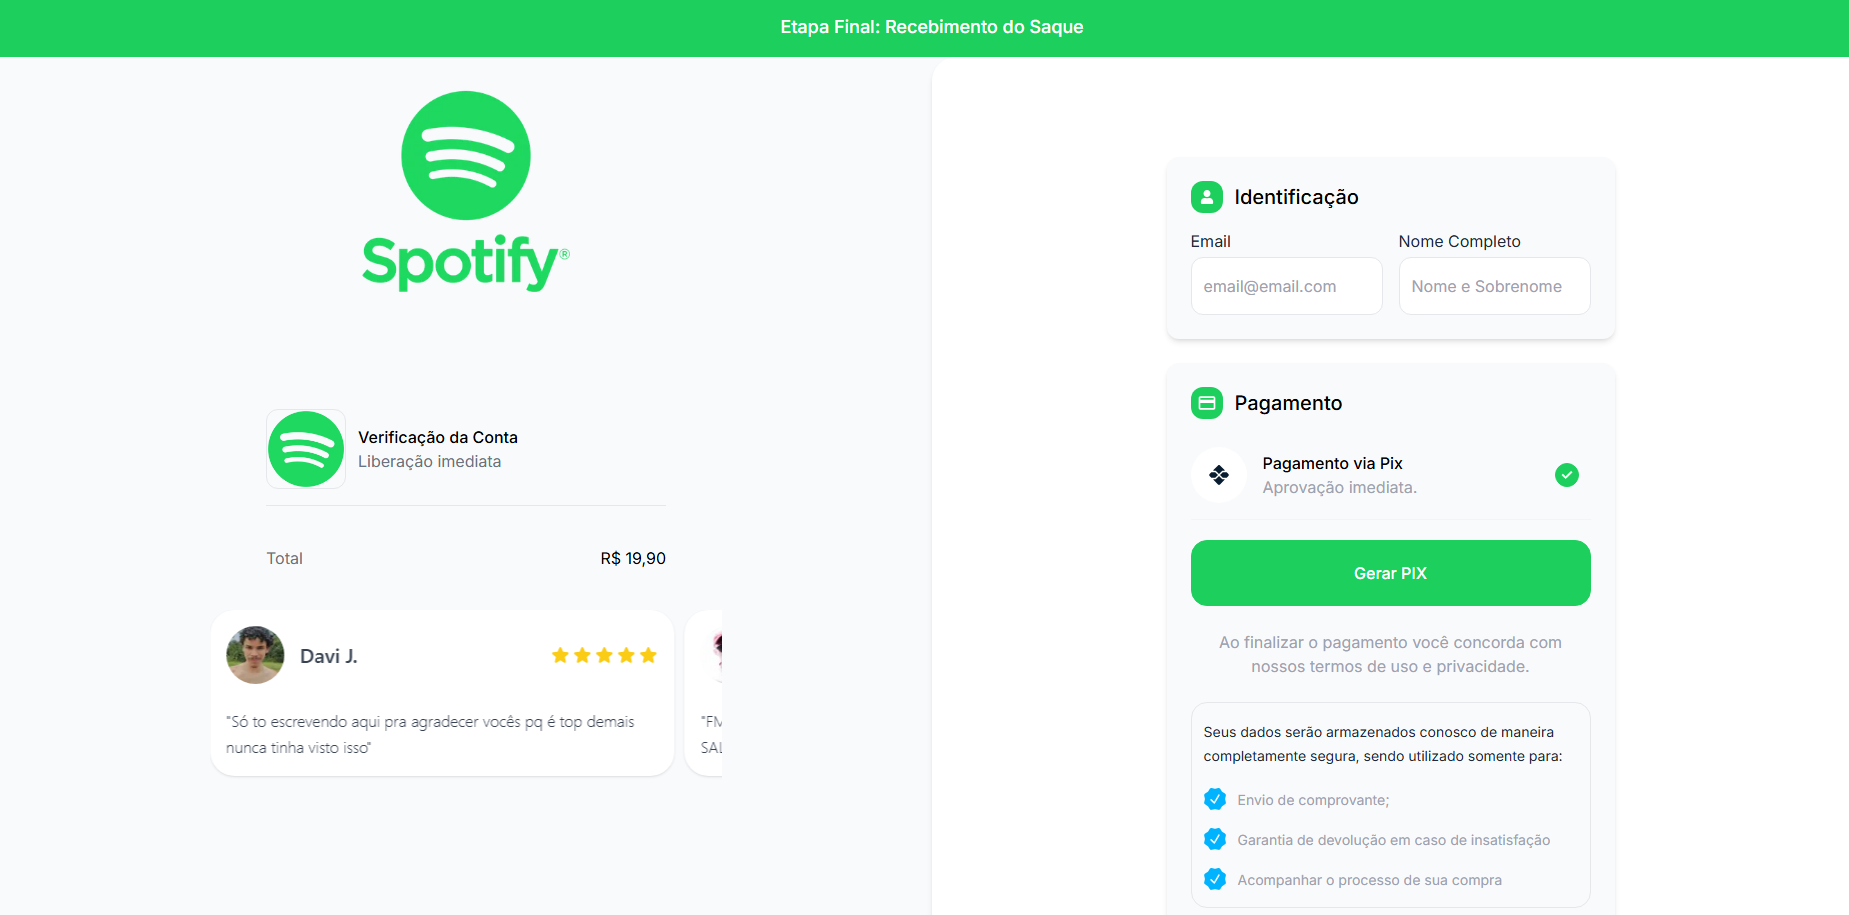 Etapa Final: Recebimento do Saque
Spotify®
Verificação da Conta
Liberação imediata
Total
R$ 19,90
Davi J.
"Só to escrevendo aqui pra agradecer vocês pq é top demais
nunca tinha visto isso"
Identificação
Email
Nome Completo
email@email.com
Nome e Sobrenome
Pagamento
Pagamento via Pix
Aprovação imediata.
Gerar PIX
Ao finalizar o pagamento você concorda com
nossos termos de uso e privacidade.
Seus dados serão armazenados conosco de maneira
completamente segura, sendo utilizado somente para:
Envio de comprovante;
Garantia de devolução em caso de insatisfação
Acompanhar o processo de sua compra